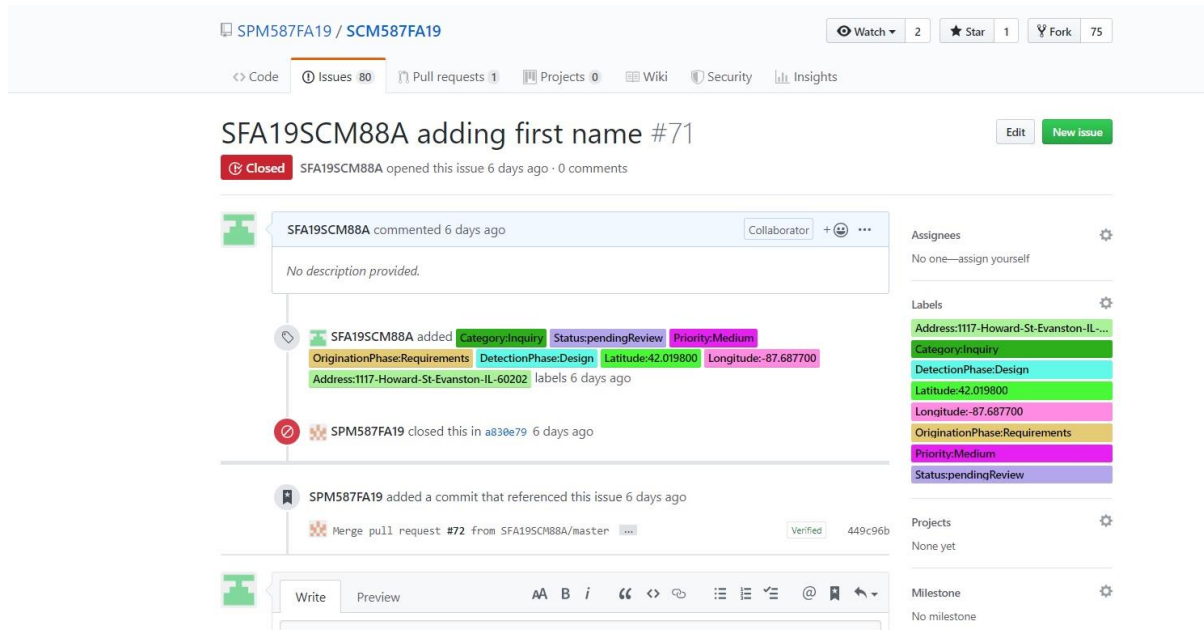 SPM587FA19 / SCM587FA19
Watch 2 Star 1 Fork 75
Code Issues 80 Pull requests 1 Projects 0 Wiki Security Insights
SFA19SCM88A adding first name #71
Edit New issue
Closed SFA19SCM88A opened this issue 6 days ago · 0 comments
SFA19SCM88A commented 6 days ago Collaborator
No description provided.
SFA19SCM88A added Category:Inquiry Status:pendingReview Priority:Medium
OriginationPhase:Requirements DetectionPhase:Design Latitude:42.019800 Longitude:-87.687700
Address:1117-Howard-St-Evanston-IL-60202 labels 6 days ago
SPM587FA19 closed this in a830e79 6 days ago
SPM587FA19 added a commit that referenced this issue 6 days ago
Merge pull request #72 from SFA19SCM88A/master ... Verified 449c96b
Write Preview AA B i
Assignees
No one—assign yourself
Labels
Address:1117-Howard-St-Evanston-IL-...
Category:Inquiry
DetectionPhase:Design
Latitude:42.019800
Longitude:-87.687700
OriginationPhase:Requirements
Priority:Medium
Status:pendingReview
Projects
None yet
Milestone
No milestone